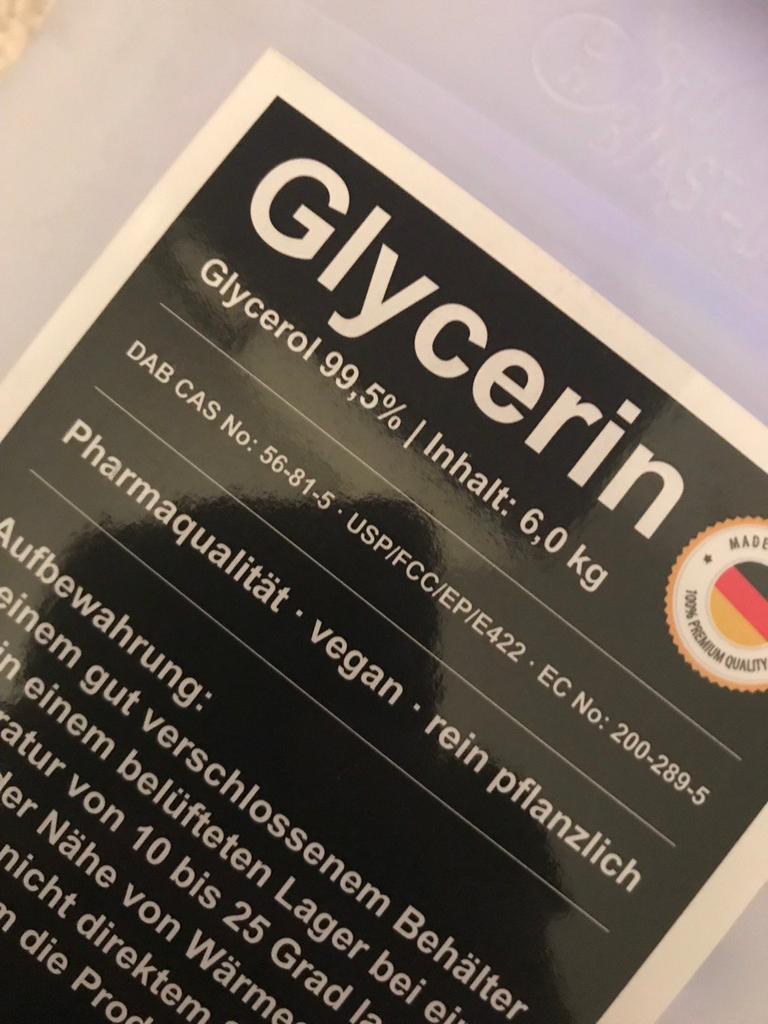 Glycerin
Glycerol 99,5% | Inhalt: 6,0 kg
DAB CAS No: 56-81-5 · USP/FCC/EP/E422 · EC No: 200-289-5
Pharmaqualität · vegan · rein pflanzlich
MADE
100% PREMIUM QUALITY
Aufbewahrung:
einem gut verschlossenem Behälter
in einem belüfteten Lager bei
von 10 bis 25 Grad
der Nähe von
nicht direktem
die